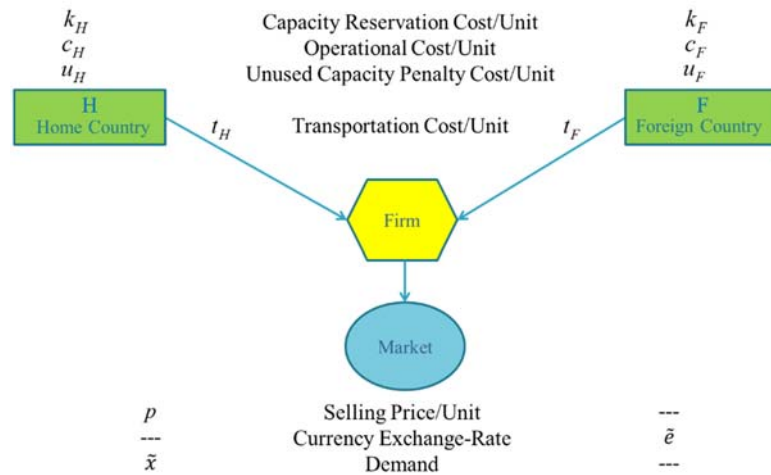 k_H Capacity Reservation Cost/Unit k_F
c_H Operational Cost/Unit c_F
u_H Unused Capacity Penalty Cost/Unit u_F
H F
Home Country Foreign Country
t_H Transportation Cost/Unit t_F
Firm
Market
p Selling Price/Unit ---
--- Currency Exchange-Rate ẽ
x̃ Demand ---